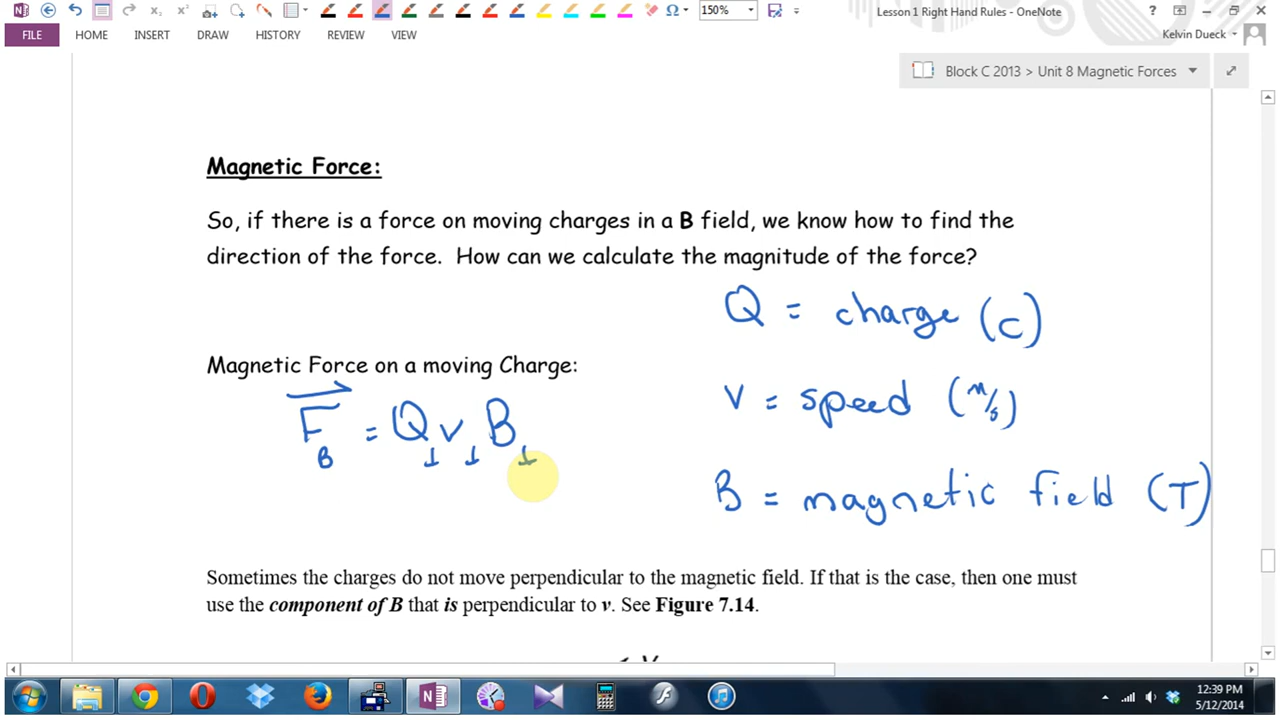 Lesson 1 Right Hand Rules - OneNote
150%
FILE HOME INSERT DRAW HISTORY REVIEW VIEW
Kelvin Dueck
Block C 2013 > Unit 8 Magnetic Forces
Magnetic Force:
So, if there is a force on moving charges in a B field, we know how to find the
direction of the force. How can we calculate the magnitude of the force?
Q = charge (C)
Magnetic Force on a moving Charge:
F⃗_B = Q⊥ v⊥ B⊥
v = speed (m/s)
B = magnetic field (T)
Sometimes the charges do not move perpendicular to the magnetic field. If that is the case, then one must
use the component of B that is perpendicular to v. See Figure 7.14.
12:39 PM
5/12/2014